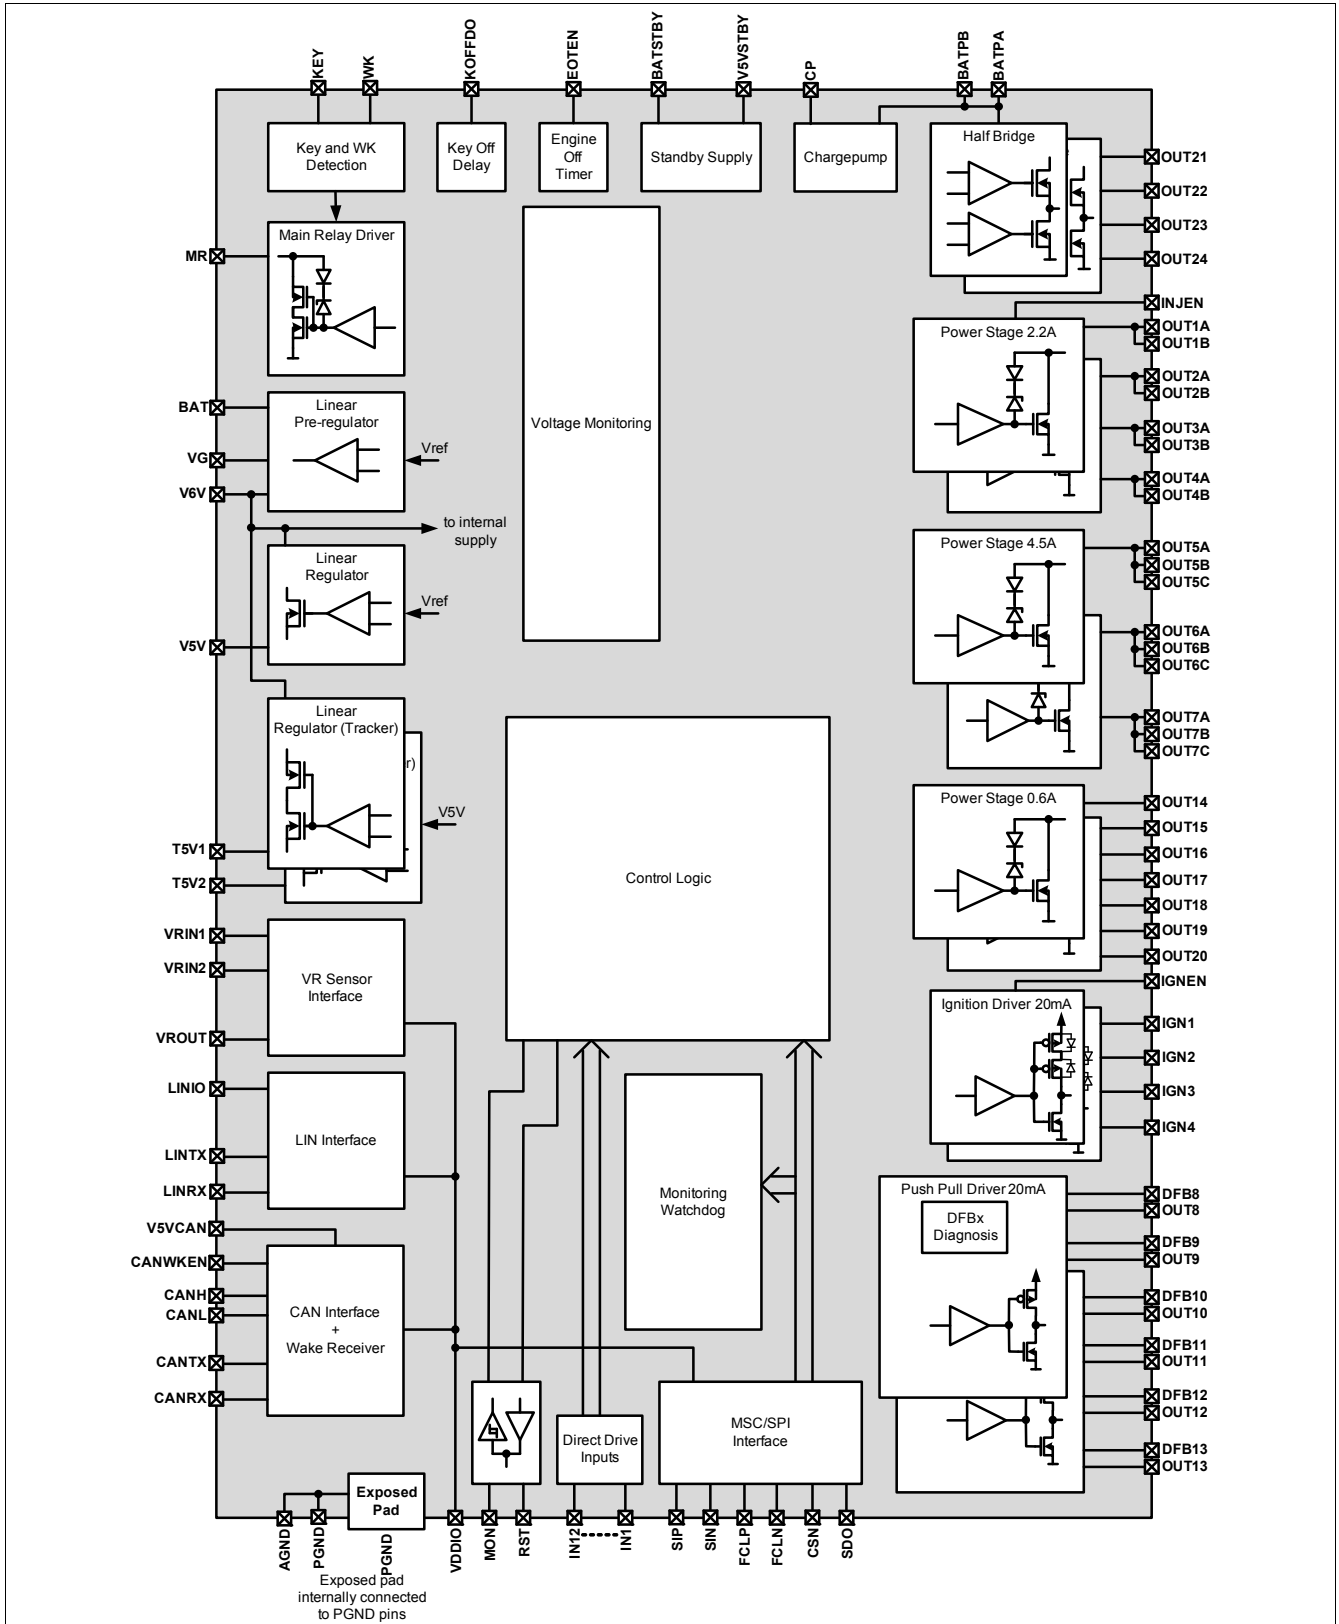 KEY
WK
KOFFDO
EOTEN
BATSTBY
V5VSTBY
CP
BATPB
BATPA
Key and WK
Detection
Key Off
Delay
Engine
Off
Timer
Standby Supply
Chargepump
Half Bridge
OUT21
OUT22
OUT23
OUT24
MR
Main Relay Driver
Voltage Monitoring
INJEN
Power Stage 2.2A
OUT1A
OUT1B
OUT2A
OUT2B
OUT3A
OUT3B
OUT4A
OUT4B
BAT
VG
V6V
Linear
Pre-regulator
Vref
to internal
supply
Linear
Regulator
Vref
V5V
Power Stage 4.5A
OUT5A
OUT5B
OUT5C
OUT6A
OUT6B
OUT6C
OUT7A
OUT7B
OUT7C
Linear
Regulator (Tracker)
r)
V5V
T5V1
T5V2
Control Logic
Power Stage 0.6A
OUT14
OUT15
OUT16
OUT17
OUT18
OUT19
OUT20
VRIN1
VRIN2
VROUT
VR Sensor
Interface
IGNEN
Ignition Driver 20mA
IGN1
IGN2
IGN3
IGN4
LINIO
LINTX
LINRX
LIN Interface
Monitoring
Watchdog
V5VCAN
CANWKEN
CANH
CANL
CANTX
CANRX
CAN Interface
+
Wake Receiver
Push Pull Driver 20mA
DFBx
Diagnosis
DFB8
OUT8
DFB9
OUT9
DFB10
OUT10
DFB11
OUT11
DFB12
OUT12
DFB13
OUT13
Direct Drive
Inputs
MSC/SPI
Interface
Exposed
Pad
AGND
PGND
PGND
VDDIO
MON
RST
IN12
IN1
SIP
SIN
FCLP
FCLN
CSN
SDO
Exposed pad
internally connected
to PGND pins